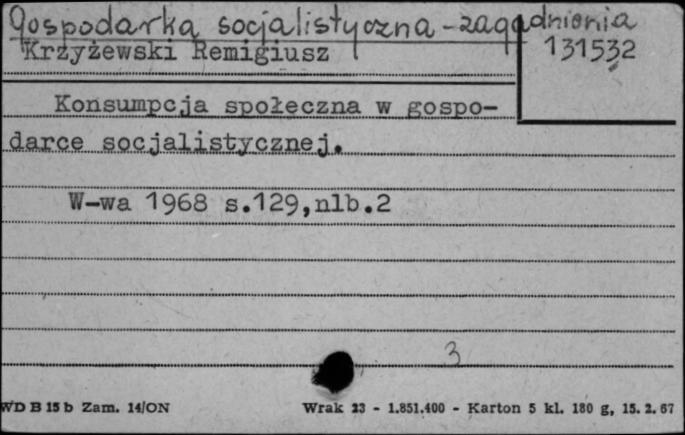 Gospodarka socjalistyczna - zagadnienia
Krzyżewski Remigiusz
131532
Konsumpcja społeczna w gospo-
darce socjalistycznej.
W-wa 1968 s.129,nlb.2
3
WD B 15 b Zam. 14/ON
Wrak 23 - 1.851.400 - Karton 5 kl. 180 g, 15. 2. 67